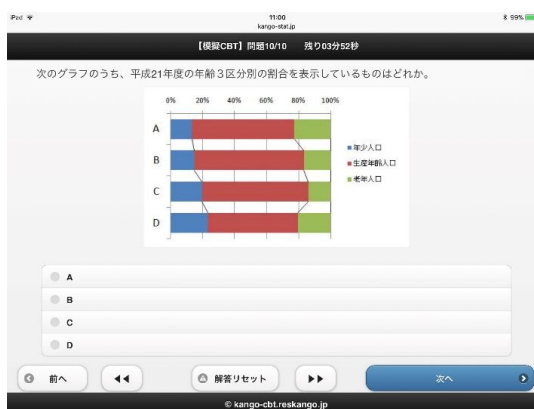 iPad
11:00
99%
kango-stat.jp
【模擬CBT】問題10/10 残り03分52秒
次のグラフのうち、平成21年度の年齢３区分別の割合を表示しているものはどれか。
0% 20% 40% 60% 80% 100%
A
B
C
D
年少人口
生産年齢人口
老年人口
A
B
C
D
前へ
解答リセット
次へ
© kango-cbt.reskango.jp